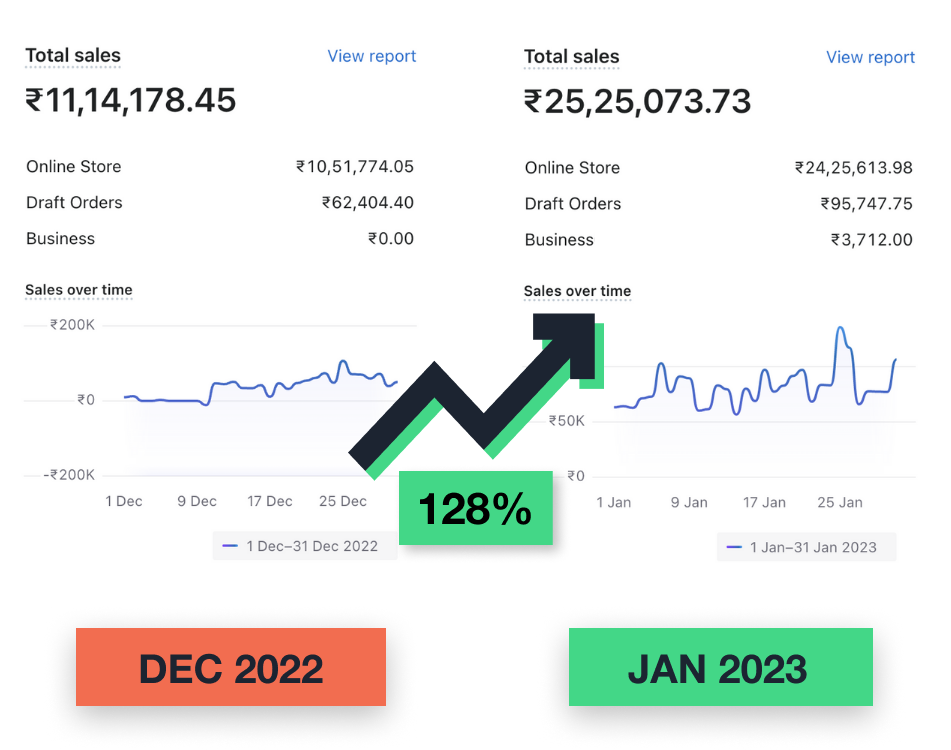 Total sales View report
₹11,14,178.45
Online Store ₹10,51,774.05
Draft Orders ₹62,404.40
Business ₹0.00
Sales over time
₹200K
₹0
-₹200K
1 Dec 9 Dec 17 Dec 25 Dec
1 Dec–31 Dec 2022
DEC 2022
128%
Total sales View report
₹25,25,073.73
Online Store ₹24,25,613.98
Draft Orders ₹95,747.75
Business ₹3,712.00
Sales over time
₹50K
₹0
1 Jan 9 Jan 17 Jan 25 Jan
1 Jan–31 Jan 2023
JAN 2023